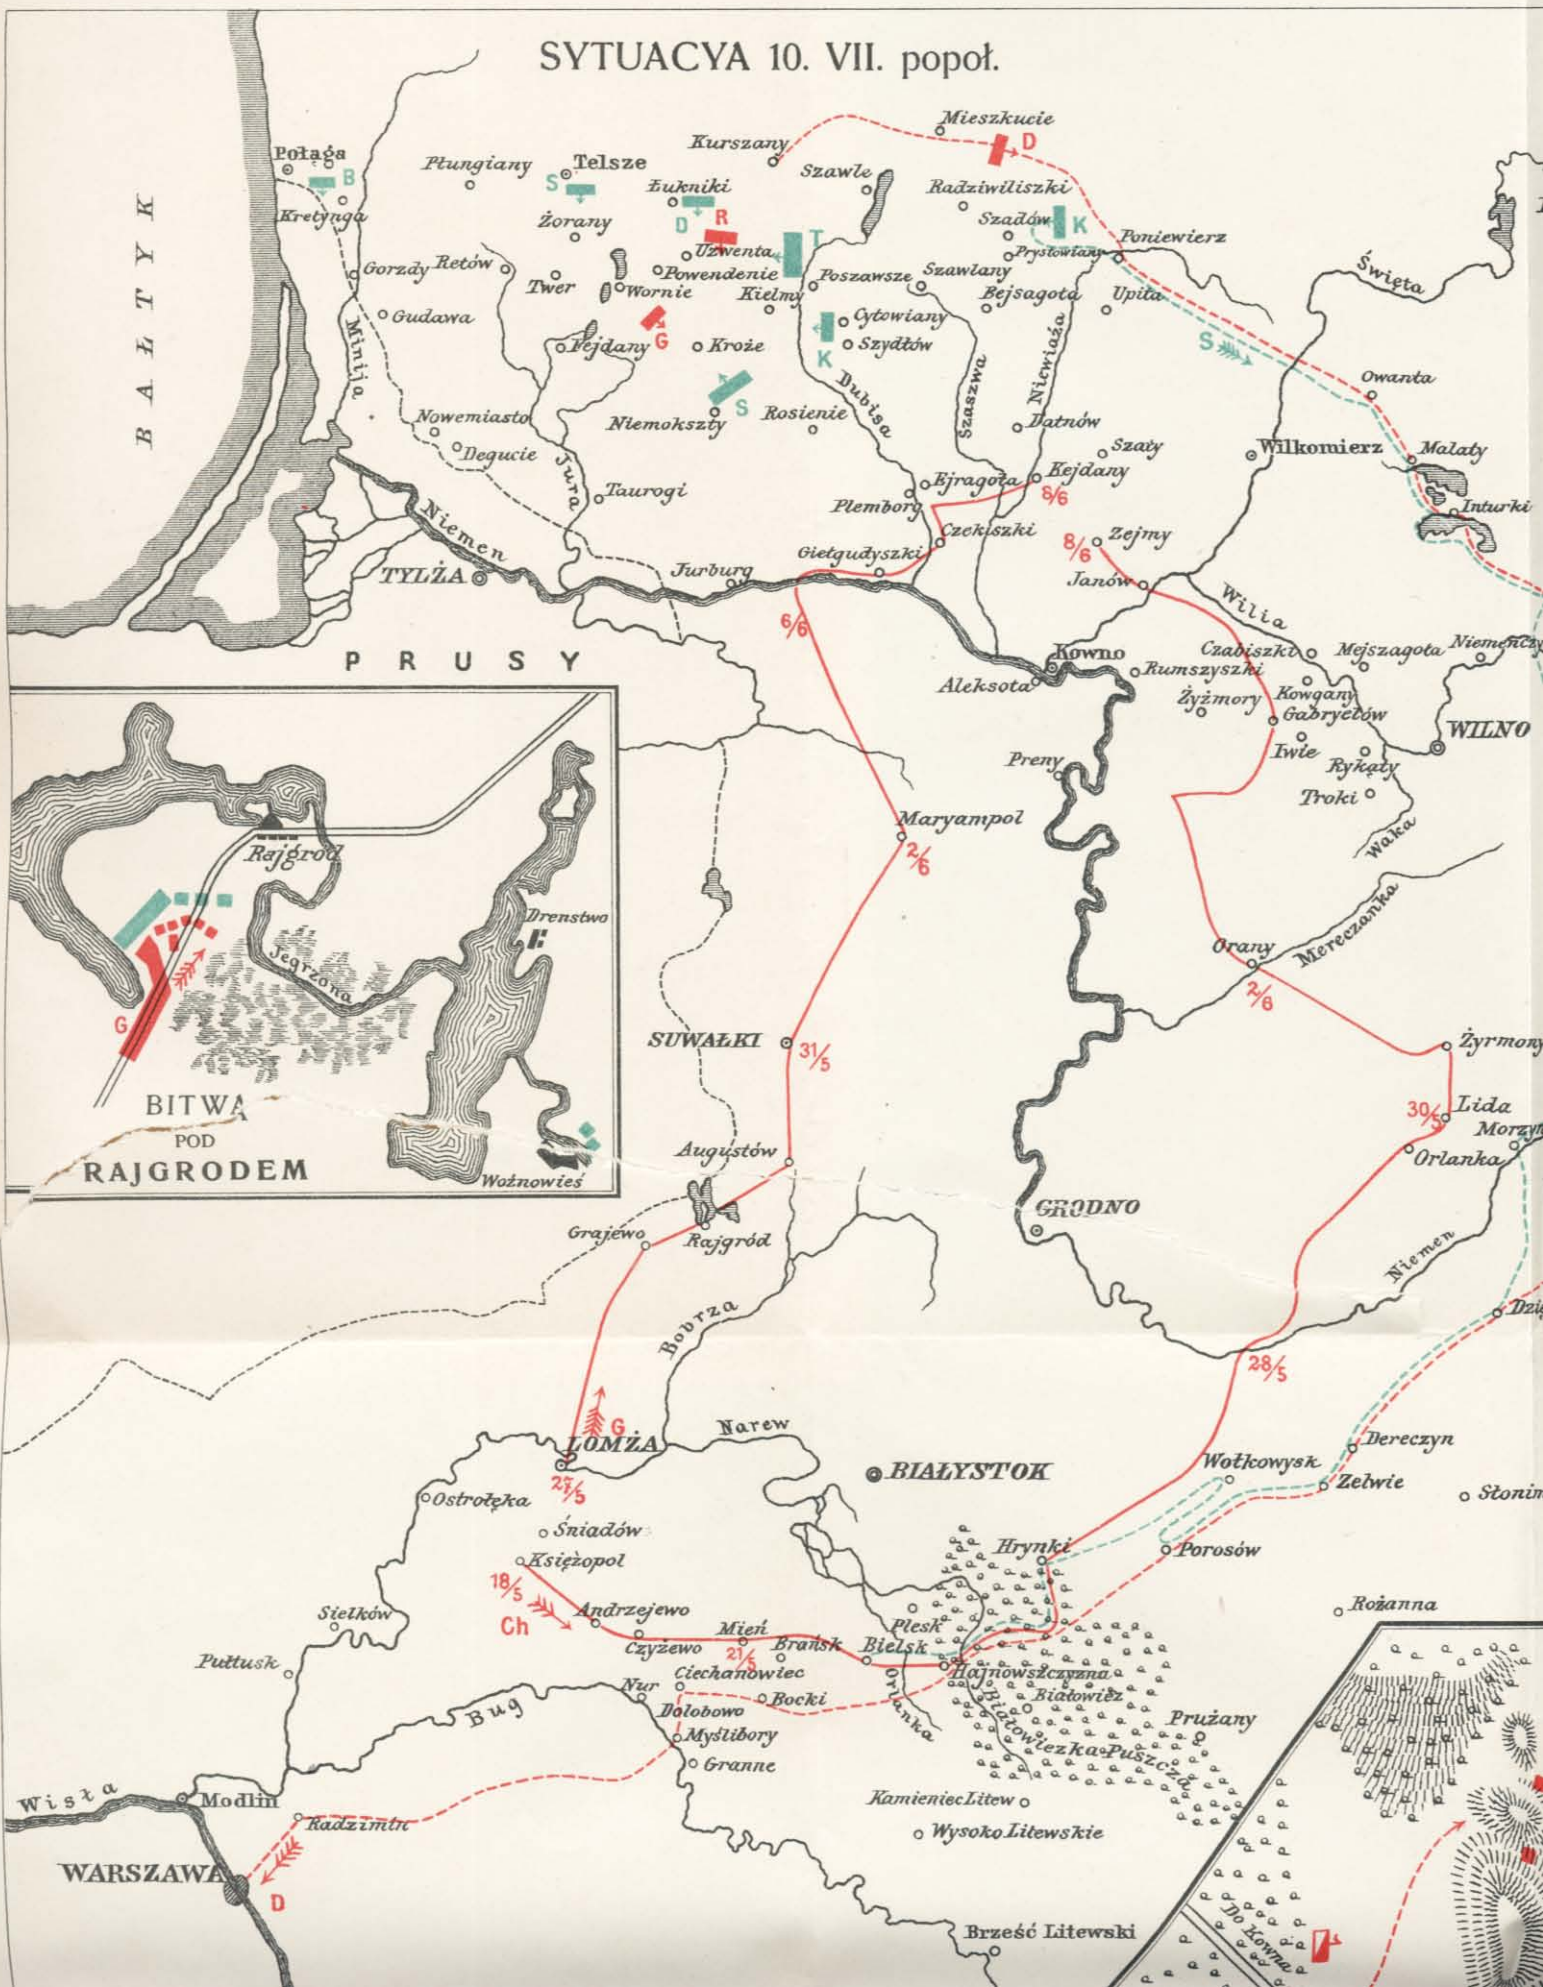 SYTUACYA 10. VII. popoł.
BAŁTYK
Połąga
B
Kretynga
Płungiany
Telsze
S
Łukniki
D
R
Żorany
Użwenta
T
Powendenie
Kurszany
Mieszkucie
D
Szawle
Radziwiliszki
Szadów
K
Prystowiany
Poniewierz
Święta
Gorzdy
Retów
Twer
Wornie
Kielmy
Poszawsze
Szawlany
Bejsagoła
Upita
Gudawa
Minija
G
Kroże
Cytowiany
K
Szydłów
S
Dubisa
Szaszwa
Niewiaża
Owanta
Nowemiasto
Degucie
Niemokszty
S
Rosienie
Datnów
Szaty
Wiłkomierz
Malaty
Jura
Taurogi
Ejragoła
Kejdany
8/6
Plemborg
Inturki
Niemen
Czekiszki
8/6
Zejmy
TYLŻA
Jurburg
Giełgudyszki
Janów
6/6
Wilia
PRUSY
Kowno
Aleksota
Rumszyszki
Czabiszki
Mejszagoła
Żyżmory
Kowgany
Gabryelów
WILNO
Iwie
Rykąty
Preny
Troki
Waka
Maryampol
2/6
Mereczanka
Orany
2/6
Rajgród
Drenstwo
Jegrzona
G
BITWA
POD
RAJGRODEM
Woźnowieś
SUWAŁKI
31/5
Lida
30/5
Orlanka
Augustów
GRODNO
Grajewo
Rajgród
Niemen
Bobrza
28/5
G
ŁOMŻA
27/5
Narew
BIAŁYSTOK
Dereczyn
Wołkowysk
Zelwie
Ostrołęka
Śniadów
Hrynki
Porosów
Księżopol
18/5
Ch
Andrzejewo
Rożanna
Sielków
Czyżewo
Mień
21/5
Brańsk
Bielsk
Plesk
Pułtusk
Ciechanowiec
Hajnowszczyzna
Nur
Bocki
Orlanka
Białowież
Bug
Dołobowo
Myślibory
Prużany
Białowiezka Puszcza
Granne
Wisła
Modlin
Kamieniec Litew
Radzimin
Wysoko Litewskie
WARSZAWA
D
Brześć Litewski
Do Kowna